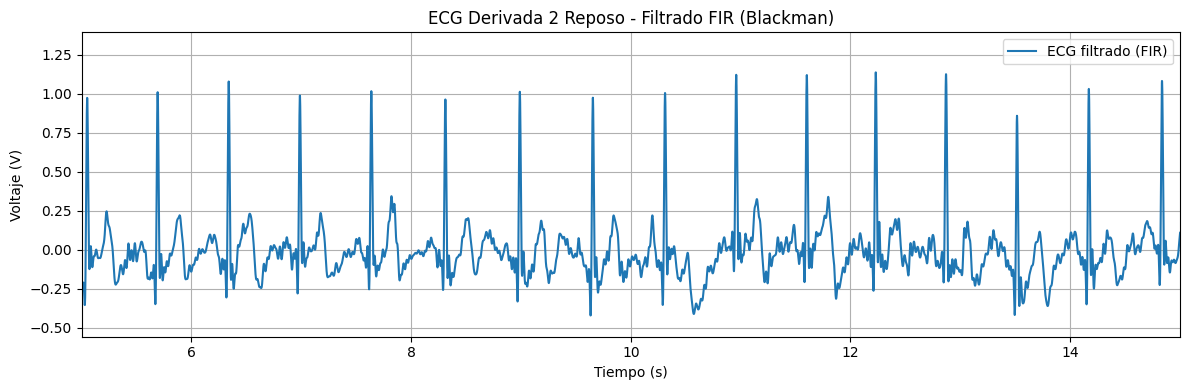 ECG Derivada 2 Reposo - Filtrado FIR (Blackman)
ECG filtrado (FIR)
Voltaje (V)
1.25
1.00
0.75
0.50
0.25
0.00
−0.25
−0.50
6 8 10 12 14
Tiempo (s)